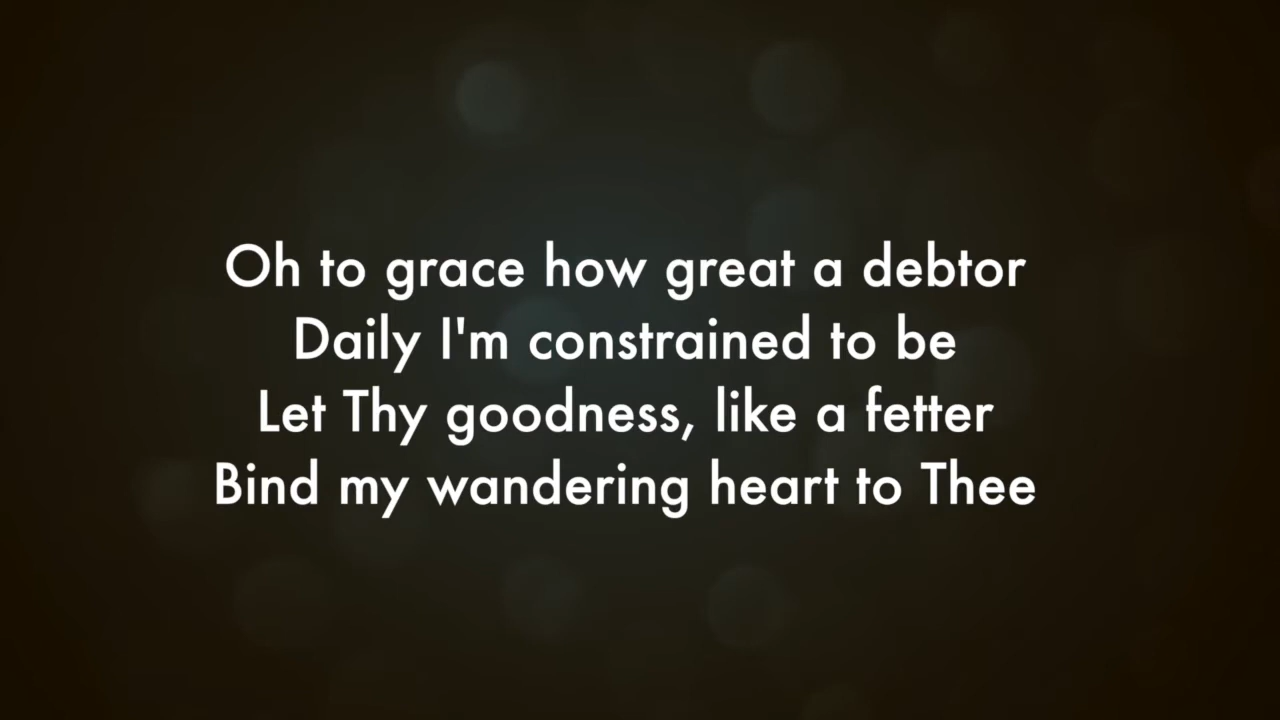 Oh to grace how great a debtor
Daily I'm constrained to be
Let Thy goodness, like a fetter
Bind my wandering heart to Thee